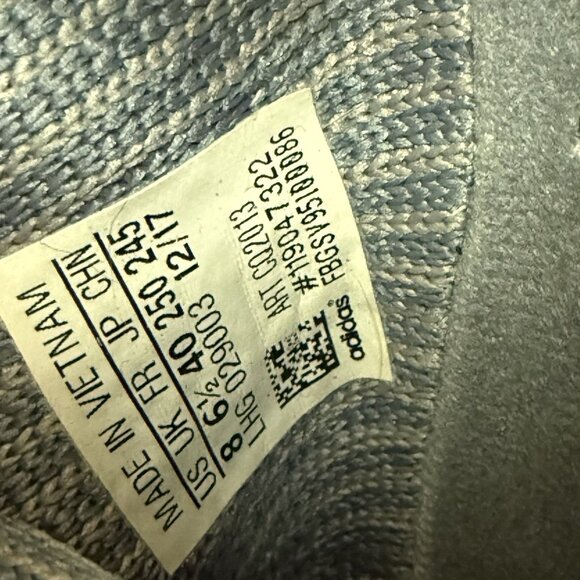 MADE IN VIETNAM
US UK FR JP CHN
8 6½ 40 250 245
LHG 029003 12/17
ART CQ2013
#119047322
FBGSY95100086
adidas